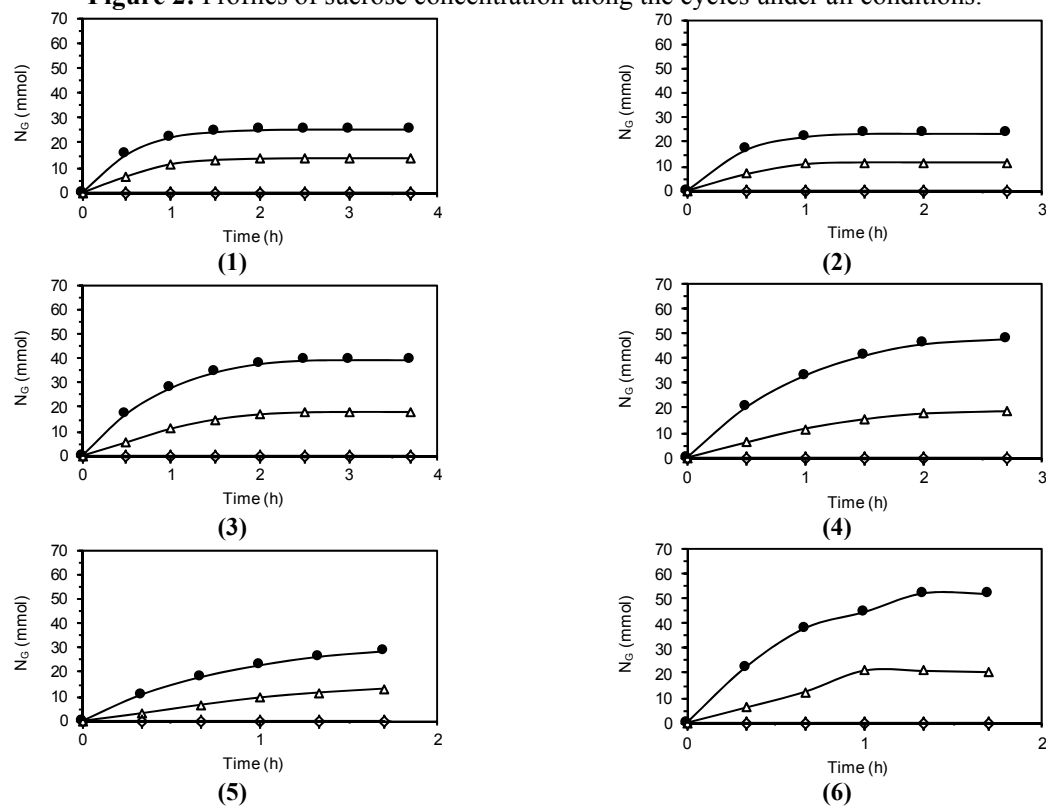 Figure 2: Profiles of sucrose concentration along the cycles under all conditions.
70
60
50
40
30
20
10
0
N_G (mmol)
0 1 2 3 4
Time (h)
(1)
70
60
50
40
30
20
10
0
N_G (mmol)
0 1 2 3
Time (h)
(2)
70
60
50
40
30
20
10
0
N_G (mmol)
0 1 2 3 4
Time (h)
(3)
70
60
50
40
30
20
10
0
N_G (mmol)
0 1 2 3
Time (h)
(4)
70
60
50
40
30
20
10
0
N_G (mmol)
0 1 2
Time (h)
(5)
70
60
50
40
30
20
10
0
N_G (mmol)
0 1 2
Time (h)
(6)